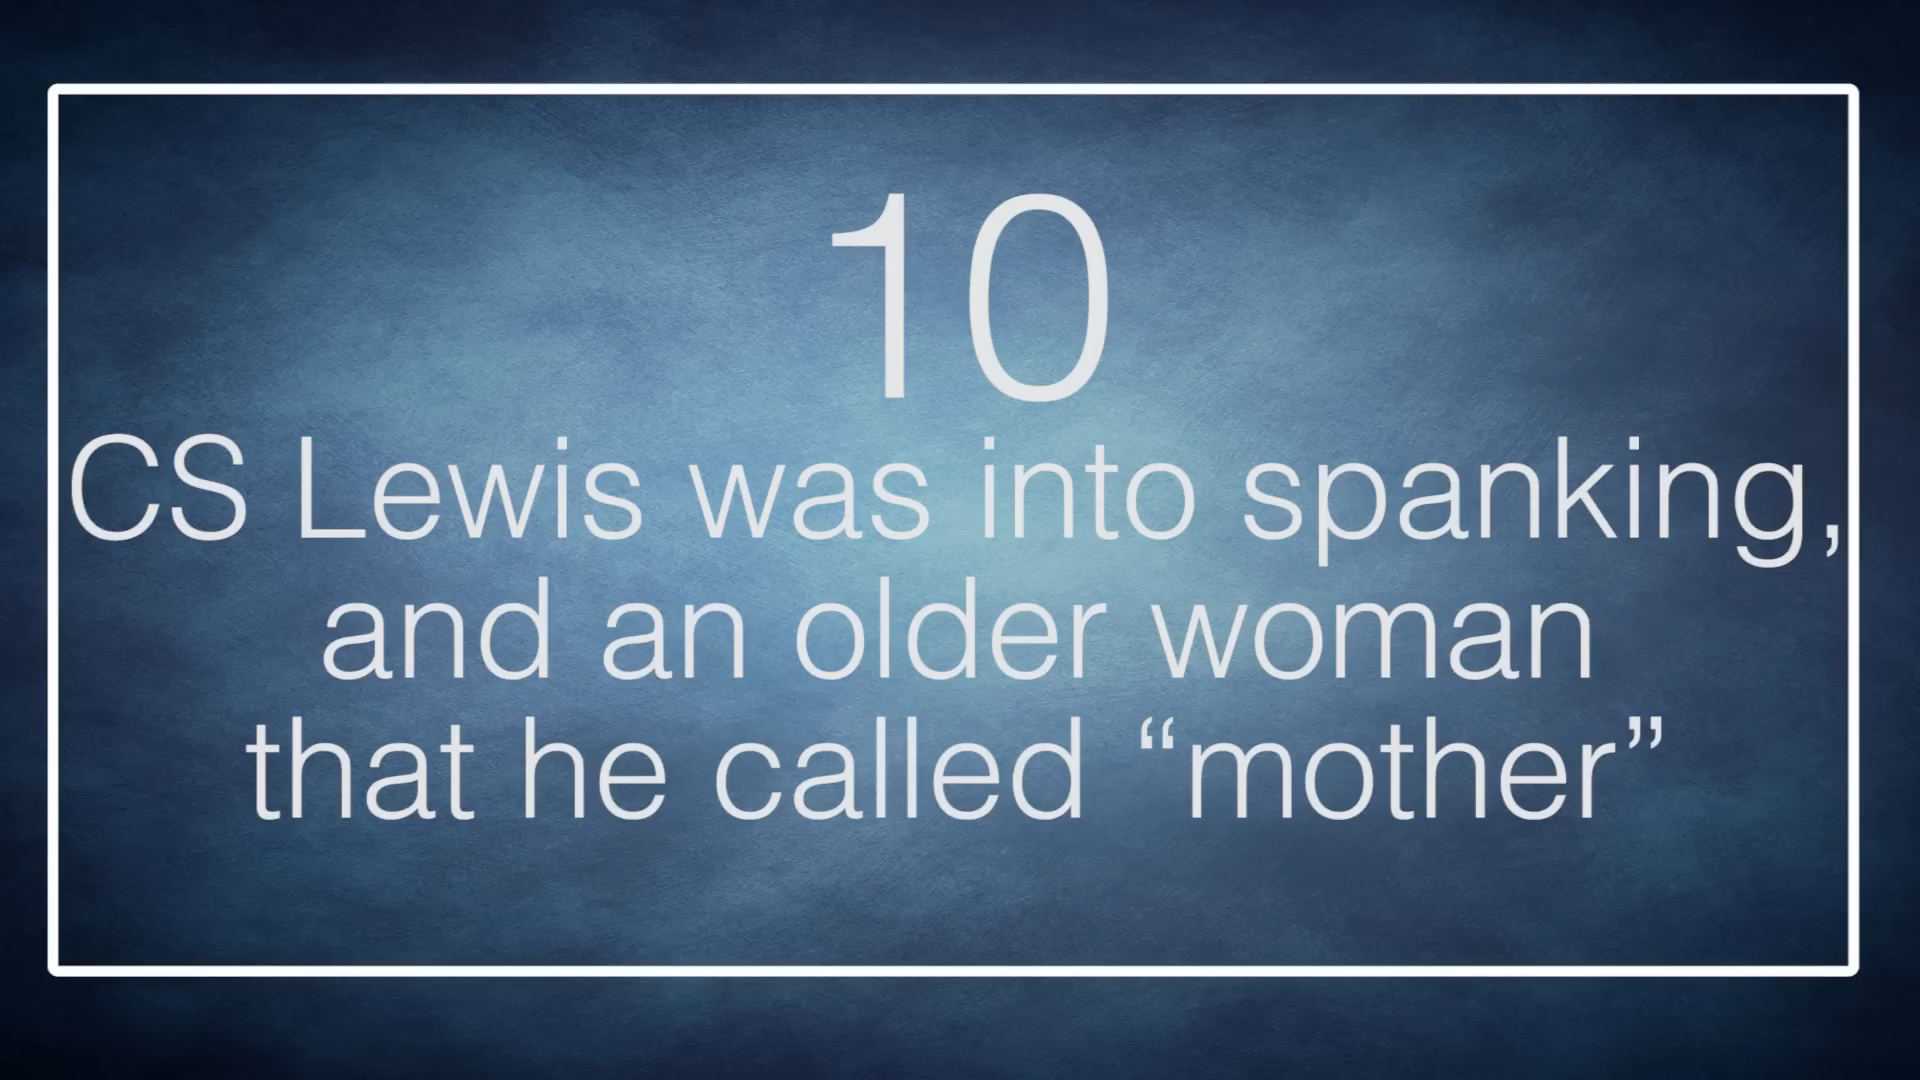 10
CS Lewis was into spanking,
and an older woman
that he called “mother”